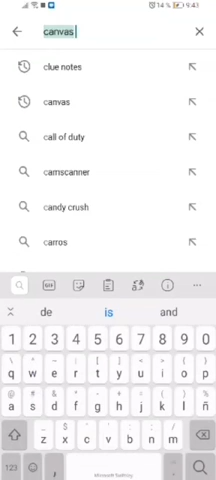 14 % 9:43
canvas
clue notes
canvas
call of duty
camscanner
candy crush
carros
GIF
de is and
1 2 3 4 5 6 7 8 9 0
q w e r t y u i o p
a s d f g h j k l ñ
z x c v b n m
123 , .
Microsoft SwiftKey